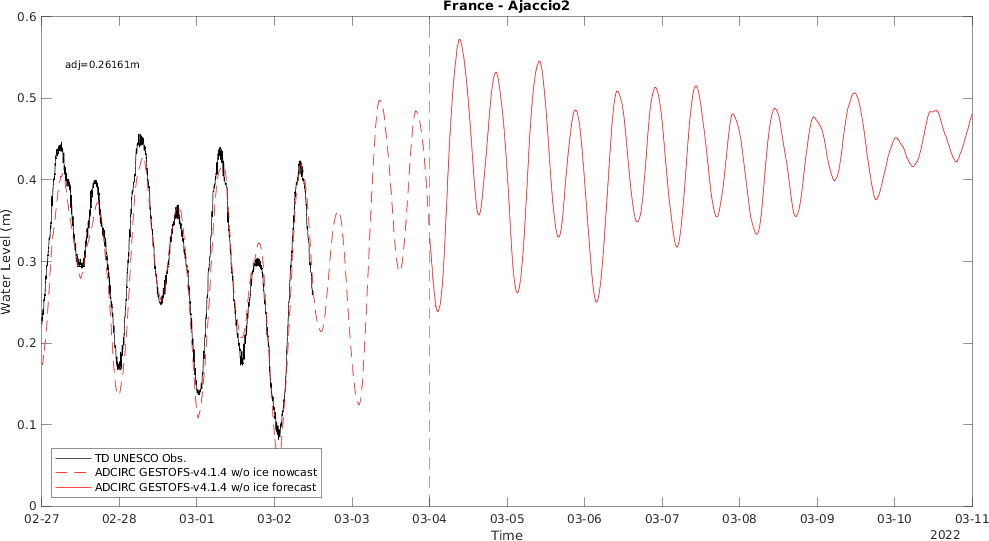 France - Ajaccio2
0.6
adj=0.26161m
0.5
0.4
0.3
0.2
0.1
0
Water Level (m)
TD UNESCO Obs.
ADCIRC GESTOFS-v4.1.4 w/o ice nowcast
ADCIRC GESTOFS-v4.1.4 w/o ice forecast
02-27 02-28 03-01 03-02 03-03 03-04 03-05 03-06 03-07 03-08 03-09 03-10 03-11
Time
2022